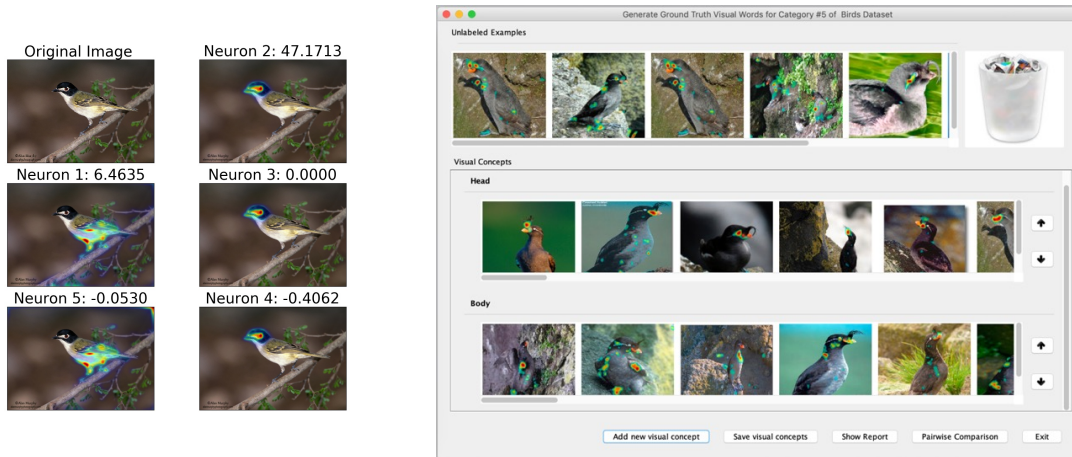 Original Image
Neuron 2: 47.1713
Neuron 1: 6.4635
Neuron 3: 0.0000
Neuron 5: -0.0530
Neuron 4: -0.4062
Generate Ground Truth Visual Words for Category #5 of Birds Dataset
Unlabeled Examples
Visual Concepts
Head
Body
Add new visual concept
Save visual concepts
Show Report
Pairwise Comparison
Exit